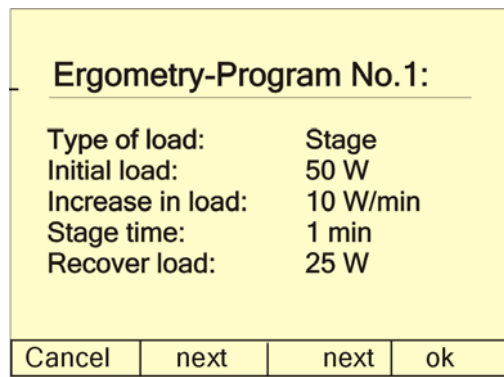 Ergometry-Program No.1:
Type of load: Stage
Initial load: 50 W
Increase in load: 10 W/min
Stage time: 1 min
Recover load: 25 W
Cancel next next ok